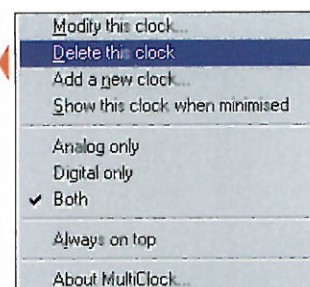 Modify this clock...
Delete this clock
Add a new clock...
Show this clock when minimised
Analog only
Digital only
Both
Always on top
About MultiClock...